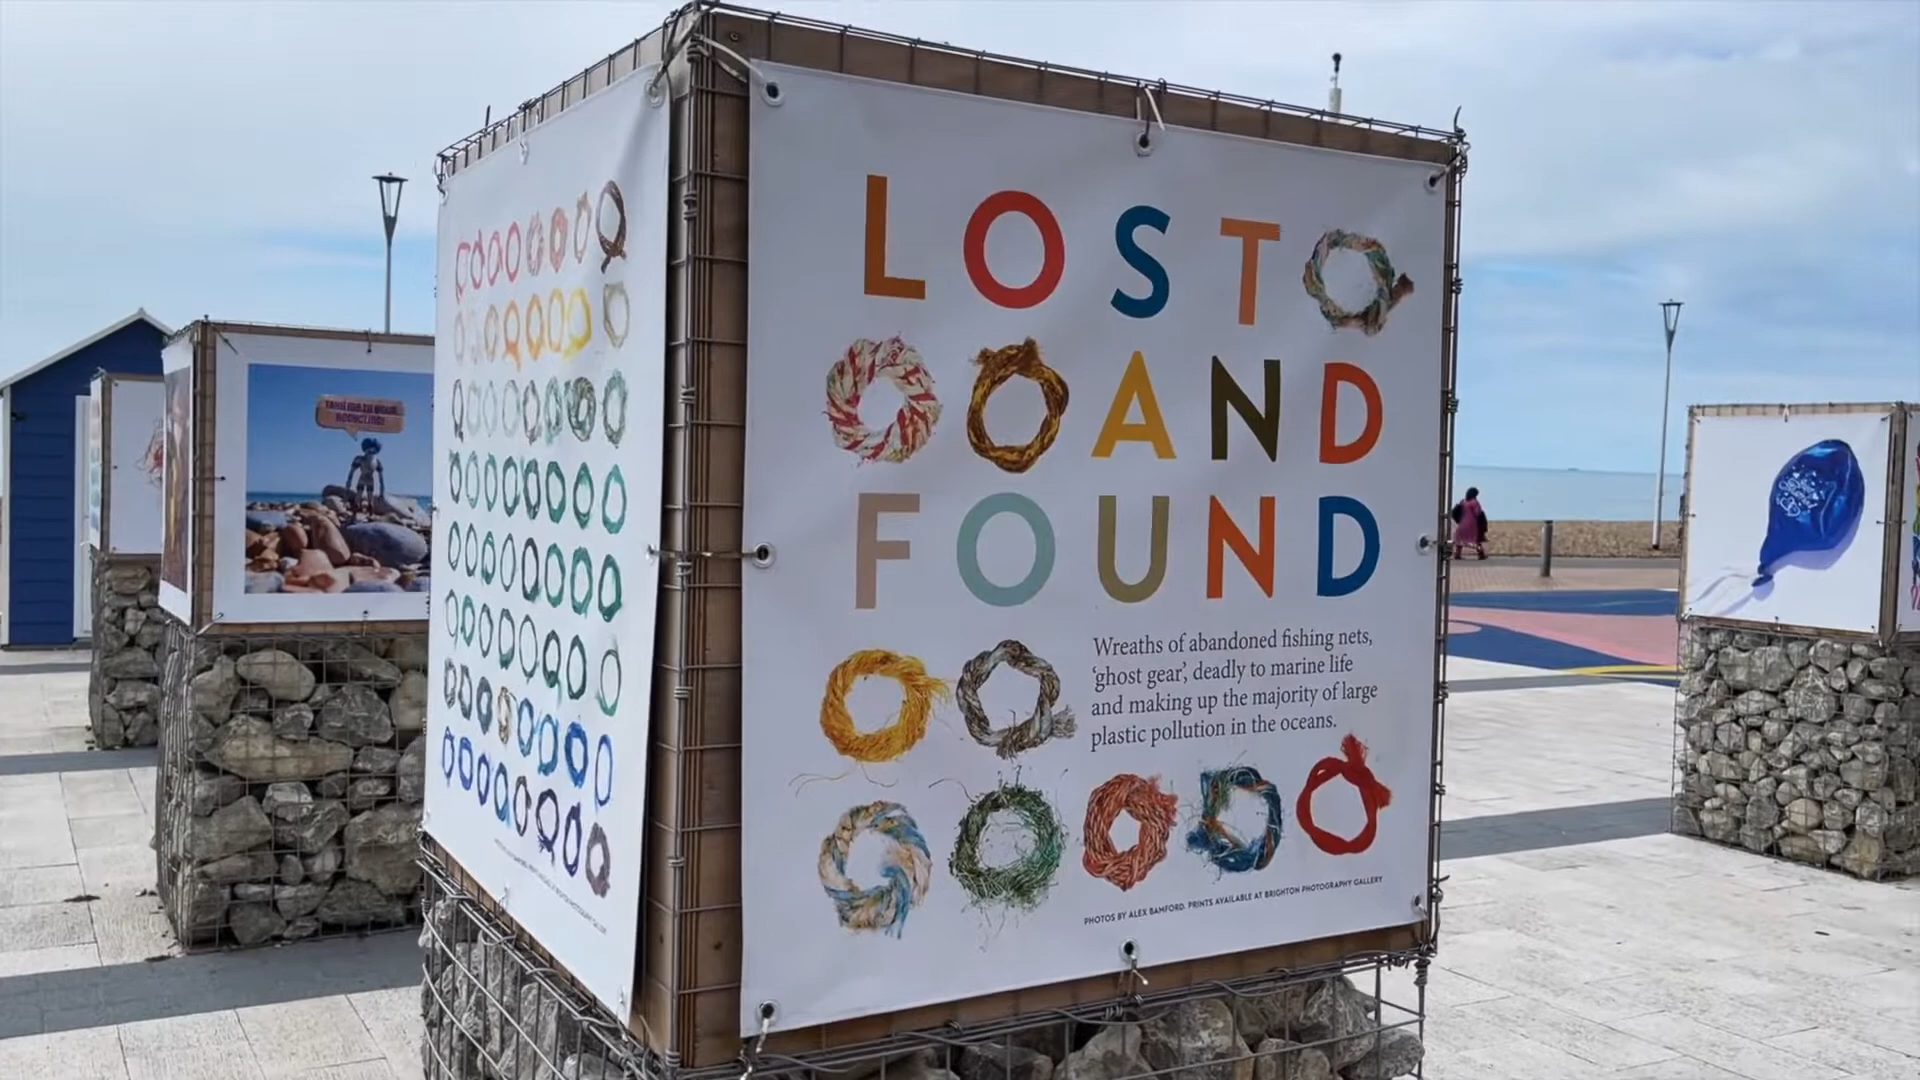 LOST
AND
FOUND
Wreaths of abandoned fishing nets,
‘ghost gear’, deadly to marine life
and making up the majority of large
plastic pollution in the oceans.
PHOTOS BY ALEX BAMFORD. PRINTS AVAILABLE AT BRIGHTON PHOTOGRAPHY GALLERY